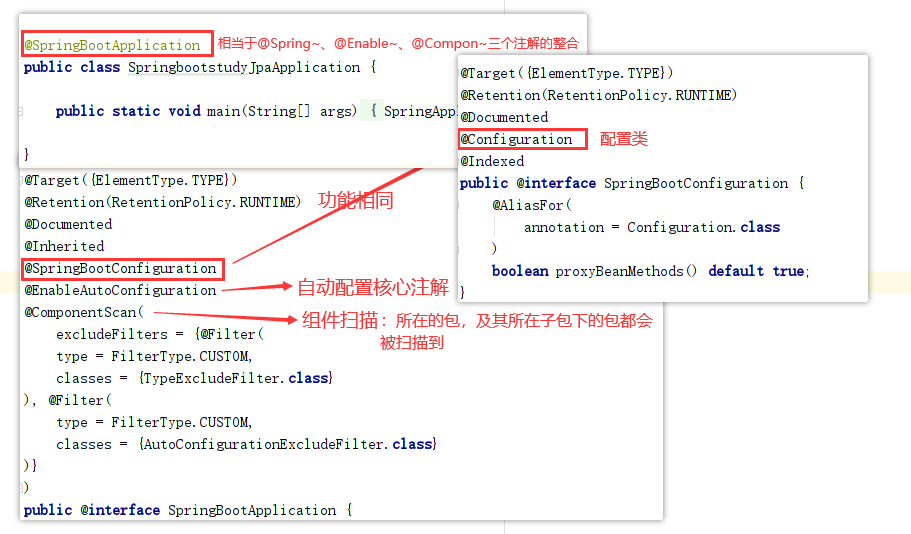 @SpringBootApplication 相当于@Spring~、@Enable~、@Compon~三个注解的整合
public class SpringbootstudyJpaApplication {
public static void main(String[] args) { SpringAppl
}
@Target({ElementType.TYPE})
@Retention(RetentionPolicy.RUNTIME)
@Documented
@Configuration 配置类
@Indexed
public @interface SpringBootConfiguration {
@AliasFor(
annotation = Configuration.class
)
boolean proxyBeanMethods() default true;
}
@Target({ElementType.TYPE})
@Retention(RetentionPolicy.RUNTIME) 功能相同
@Documented
@Inherited
@SpringBootConfiguration
@EnableAutoConfiguration 自动配置核心注解
@ComponentScan( 组件扫描：所在的包，及其所在子包下的包都会
被扫描到
excludeFilters = {@Filter(
type = FilterType.CUSTOM,
classes = {TypeExcludeFilter.class}
), @Filter(
type = FilterType.CUSTOM,
classes = {AutoConfigurationExcludeFilter.class}
)}
)
public @interface SpringBootApplication {